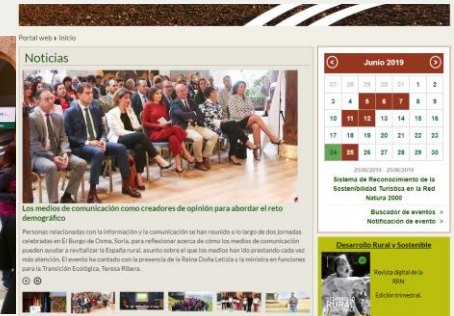 Portal web » Inicio
Noticias
Los medios de comunicación como creadores de opinión para abordar el reto
demográfico
Personas relacionadas con la información y la comunicación se han reunido a lo largo de dos jornadas
celebradas en El Burgo de Osma, Soria, para reflexionar acerca de cómo los medios de comunicación
pueden ayudar a revitalizar la España rural, asunto sobre el que los medios han ido prestando cada vez
más atención. El evento ha contado con la presencia de la Reina Doña Letizia y la ministra en funciones
para la Transición Ecológica, Teresa Ribera.
Junio 2019
27 28 29 30 31 1 2
3 4 5 6 7 8 9
10 11 12 13 14 15 16
17 18 19 20 21 22 23
24 25 26 27 28 29 30
25/06/2019 - 25/06/2019
Sistema de Reconocimiento de la
Sostenibilidad Turística en la Red
Natura 2000
Buscador de eventos »
Notificación de evento »
Desarrollo Rural y Sostenible
Revista digital de la
RRN
Edición trimestral.
RURAL